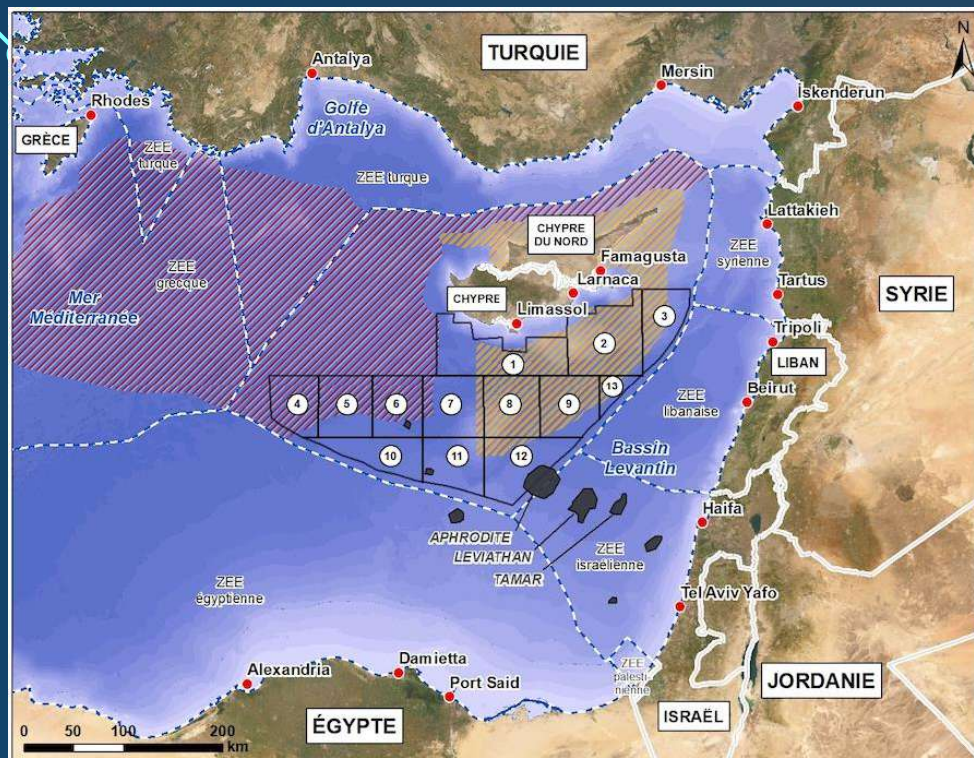 TURQUIE
N
Antalya
Mersin
İskenderun
Rhodes
Golfe
d'Antalya
GRÈCE
ZEE
turque
ZEE turque
Lattakieh
CHYPRE
DU NORD
ZEE
syrienne
ZEE
grecque
Famagusta
Larnaca
Tartus
SYRIE
Mer
Méditerranée
CHYPRE
Limassol
3
2
Tripoli
1
LIBAN
13
Beirut
4
5
6
7
8
9
ZEE
libanaise
10
11
12
Bassin
Levantin
Haifa
APHRODITE
LEVIATHAN
TAMAR
ZEE
israélienne
ZEE
égyptienne
Tel Aviv Yafo
ZEE
palesti-
nienne
Alexandria
Damietta
Port Said
JORDANIE
ÉGYPTE
ISRAËL
0 50 100 200
km